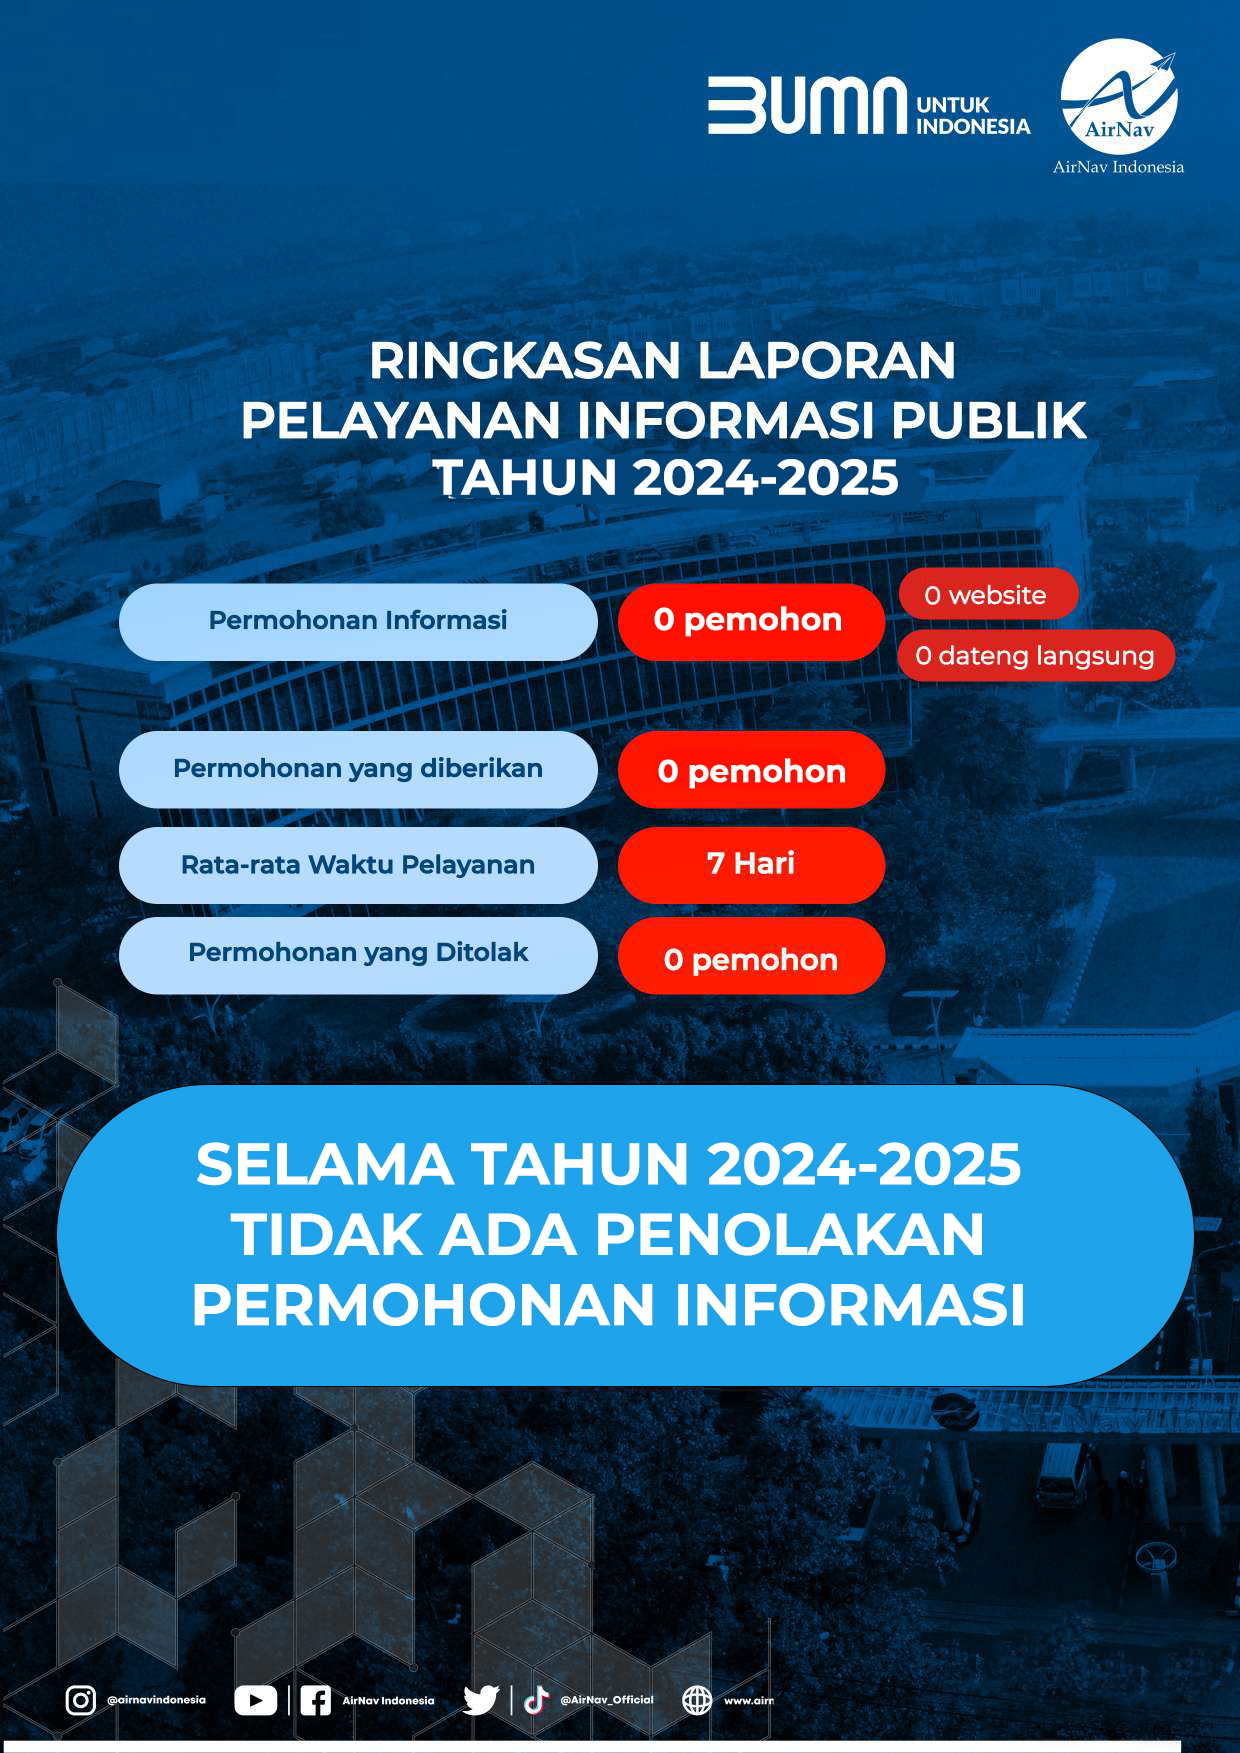 BUMN UNTUK
INDONESIA
AirNav
AirNav Indonesia
RINGKASAN LAPORAN
PELAYANAN INFORMASI PUBLIK
TAHUN 2024-2025
Permohonan Informasi
0 pemohon
0 website
0 dateng langsung
Permohonan yang diberikan
0 pemohon
Rata-rata Waktu Pelayanan
7 Hari
Permohonan yang Ditolak
0 pemohon
SELAMA TAHUN 2024-2025
TIDAK ADA PENOLAKAN
PERMOHONAN INFORMASI
@airnavindonesia
AirNav Indonesia
@AirNav_Official